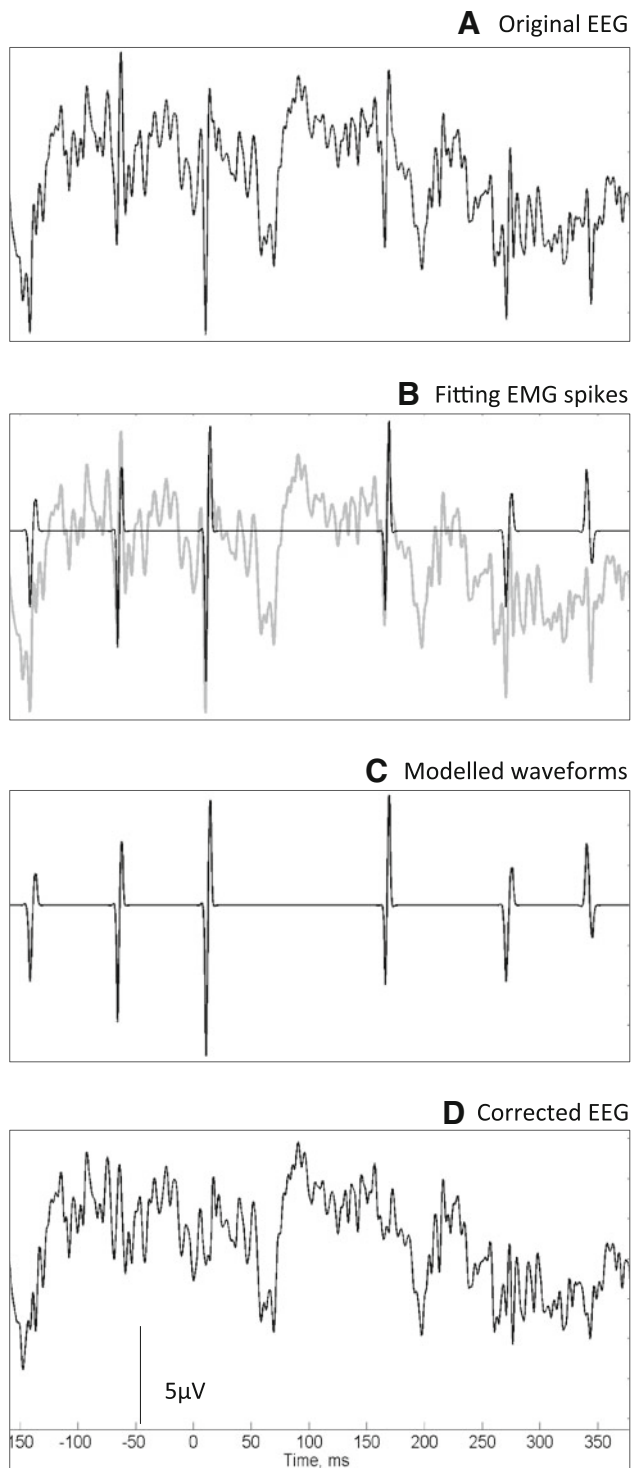 A Original EEG
B Fitting EMG spikes
C Modelled waveforms
D Corrected EEG
5µV
150 -100 -50 0 50 100 150 200 250 300 350
Time, ms